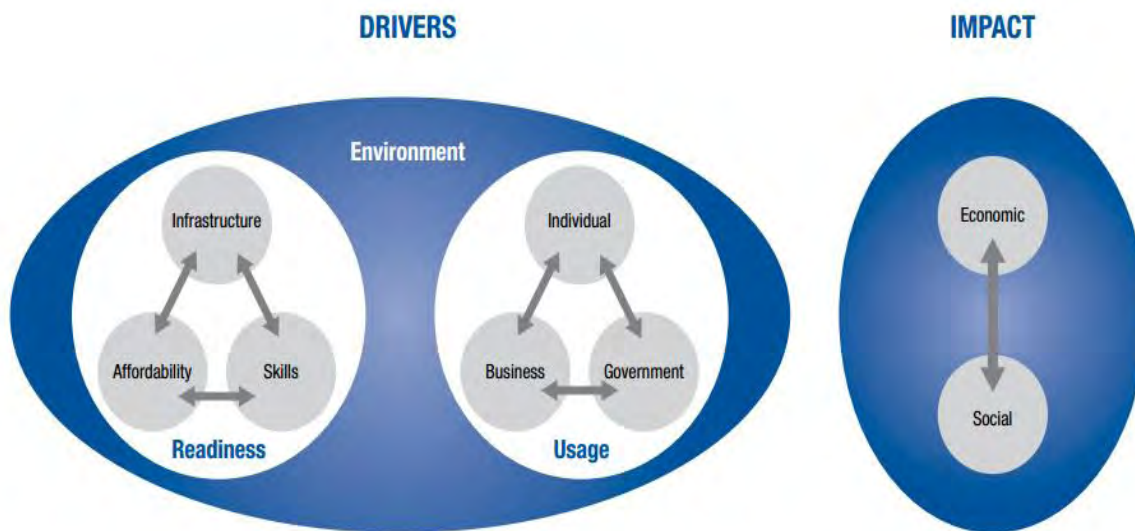 DRIVERS
IMPACT
Environment
Infrastructure
Affordability
Skills
Readiness
Individual
Business
Government
Usage
Economic
Social